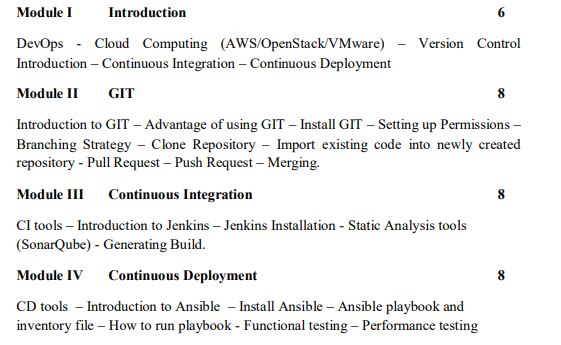 Module I Introduction 6
DevOps - Cloud Computing (AWS/OpenStack/VMware) – Version Control
Introduction – Continuous Integration – Continuous Deployment
Module II GIT 8
Introduction to GIT – Advantage of using GIT – Install GIT – Setting up Permissions –
Branching Strategy – Clone Repository – Import existing code into newly created
repository - Pull Request – Push Request – Merging.
Module III Continuous Integration 8
CI tools – Introduction to Jenkins – Jenkins Installation - Static Analysis tools
(SonarQube) - Generating Build.
Module IV Continuous Deployment 8
CD tools – Introduction to Ansible – Install Ansible – Ansible playbook and
inventory file – How to run playbook - Functional testing – Performance testing